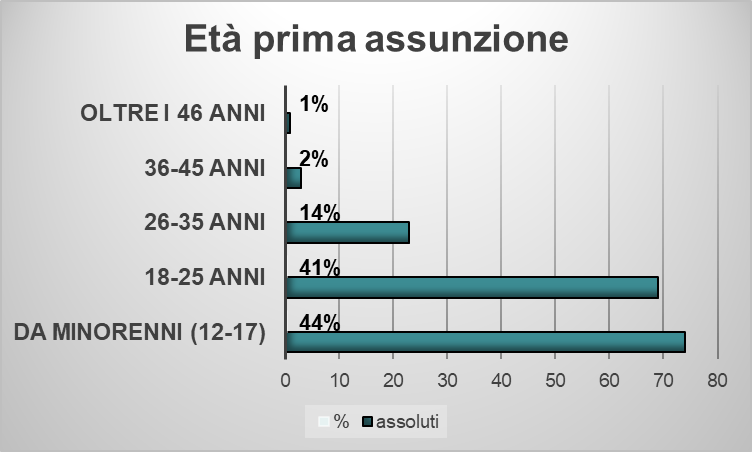 Età prima assunzione
OLTRE I 46 ANNI 1%
36-45 ANNI 2%
26-35 ANNI 14%
18-25 ANNI 41%
DA MINORENNI (12-17) 44%
0 10 20 30 40 50 60 70 80
% assoluti